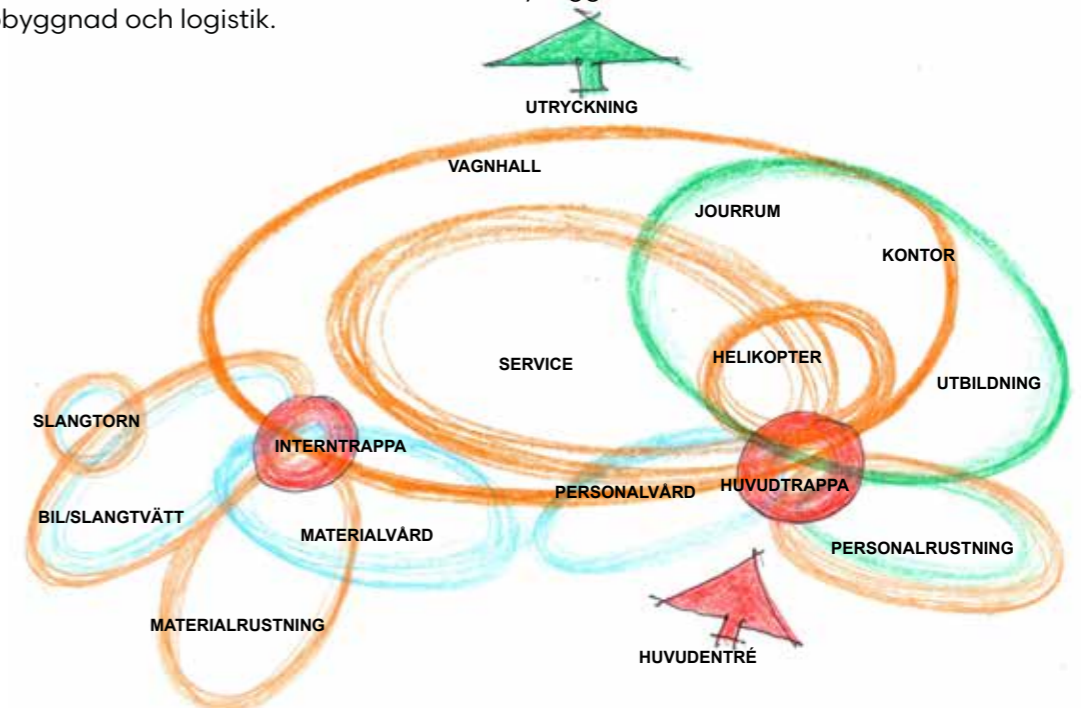 byggnad och logistik.
UTRYCKNING
VAGNHALL
JOURRUM
KONTOR
SERVICE
HELIKOPTER
UTBILDNING
SLANGTORN
INTERNTRAPPA
PERSONALVÅRD
HUVUDTRAPPA
BIL/SLANGTVÄTT
MATERIALVÅRD
PERSONALRUSTNING
MATERIALRUSTNING
HUVUDENTRÉ